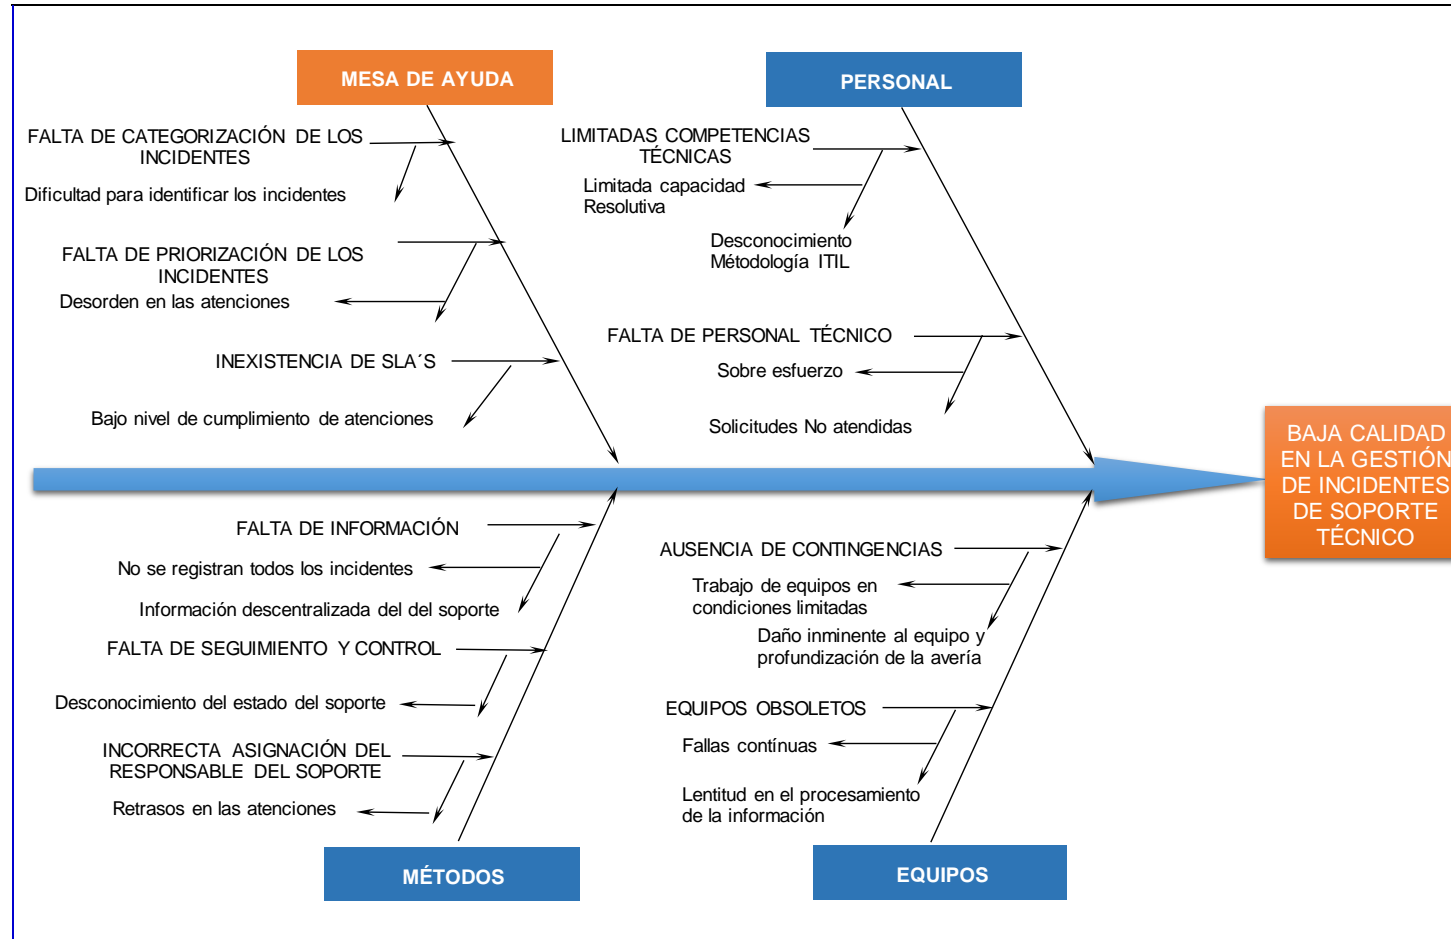 MESA DE AYUDA
FALTA DE CATEGORIZACIÓN DE LOS
INCIDENTES
Dificultad para identificar los incidentes
FALTA DE PRIORIZACIÓN DE LOS
INCIDENTES
Desorden en las atenciones
INEXISTENCIA DE SLA´S
Bajo nivel de cumplimiento de atenciones
PERSONAL
LIMITADAS COMPETENCIAS
TÉCNICAS
Limitada capacidad
Resolutiva
Desconocimiento
Métodología ITIL
FALTA DE PERSONAL TÉCNICO
Sobre esfuerzo
Solicitudes No atendidas
BAJA CALIDAD
EN LA GESTIÓN
DE INCIDENTES
DE SOPORTE
TÉCNICO
FALTA DE INFORMACIÓN
No se registran todos los incidentes
Información descentralizada del del soporte
FALTA DE SEGUIMIENTO Y CONTROL
Desconocimiento del estado del soporte
INCORRECTA ASIGNACIÓN DEL
RESPONSABLE DEL SOPORTE
Retrasos en las atenciones
MÉTODOS
AUSENCIA DE CONTINGENCIAS
Trabajo de equipos en
condiciones limitadas
Daño inminente al equipo y
profundización de la avería
EQUIPOS OBSOLETOS
Fallas contínuas
Lentitud en el procesamiento
de la información
EQUIPOS